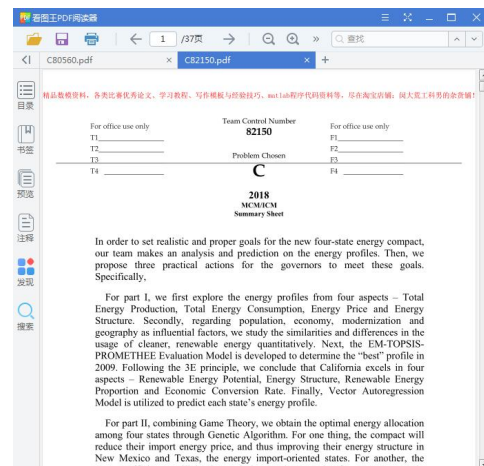 看图王PDF阅读器
1 /37页 查找
C80560.pdf × C82150.pdf × +
目录
书签
预览
注释
发现
搜索
精品数模资料，各类比赛优秀论文、学习教程、写作模板与经验技巧、matlab程序代码资料等，尽在淘宝店铺：闵大荒工科男的杂货铺！
For office use only
T1
T2
T3
T4
Team Control Number
82150
Problem Chosen
C
For office use only
F1
F2
F3
F4
2018
MCM/ICM
Summary Sheet
In order to set realistic and proper goals for the new four-state energy compact,
our team makes an analysis and prediction on the energy profiles. Then, we
propose three practical actions for the governors to meet these goals.
Specifically,
For part I, we first explore the energy profiles from four aspects – Total
Energy Production, Total Energy Consumption, Energy Price and Energy
Structure. Secondly, regarding population, economy, modernization and
geography as influential factors, we study the similarities and differences in the
usage of cleaner, renewable energy quantitatively. Next, the EM-TOPSIS-
PROMETHEE Evaluation Model is developed to determine the “best” profile in
2009. Following the 3E principle, we conclude that California excels in four
aspects – Renewable Energy Potential, Energy Structure, Renewable Energy
Proportion and Economic Conversion Rate. Finally, Vector Autoregression
Model is utilized to predict each state’s energy profile.
For part II, combining Game Theory, we obtain the optimal energy allocation
among four states through Genetic Algorithm. For one thing, the compact will
reduce their import energy price, and thus improving their energy structure in
New Mexico and Texas, the energy import-oriented states. For another, the